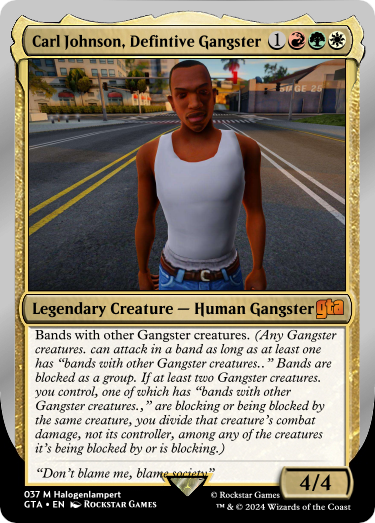 Carl Johnson, Defintive Gangster 1
Legendary Creature — Human Gangster gta
Bands with other Gangster creatures. (Any Gangster
creatures. can attack in a band as long as at least one
has “bands with other Gangster creatures..” Bands are
blocked as a group. If at least two Gangster creatures.
you control, one of which has “bands with other
Gangster creatures.,” are blocking or being blocked by
the same creature, you divide that creature's combat
damage, not its controller, among any of the creatures
it's being blocked by or is blocking.)
“Don't blame me, blame society”
4/4
037 M Halogenlampert
GTA • EN Rockstar Games
© Rockstar Games
™ & © 2024 Wizards of the Coast